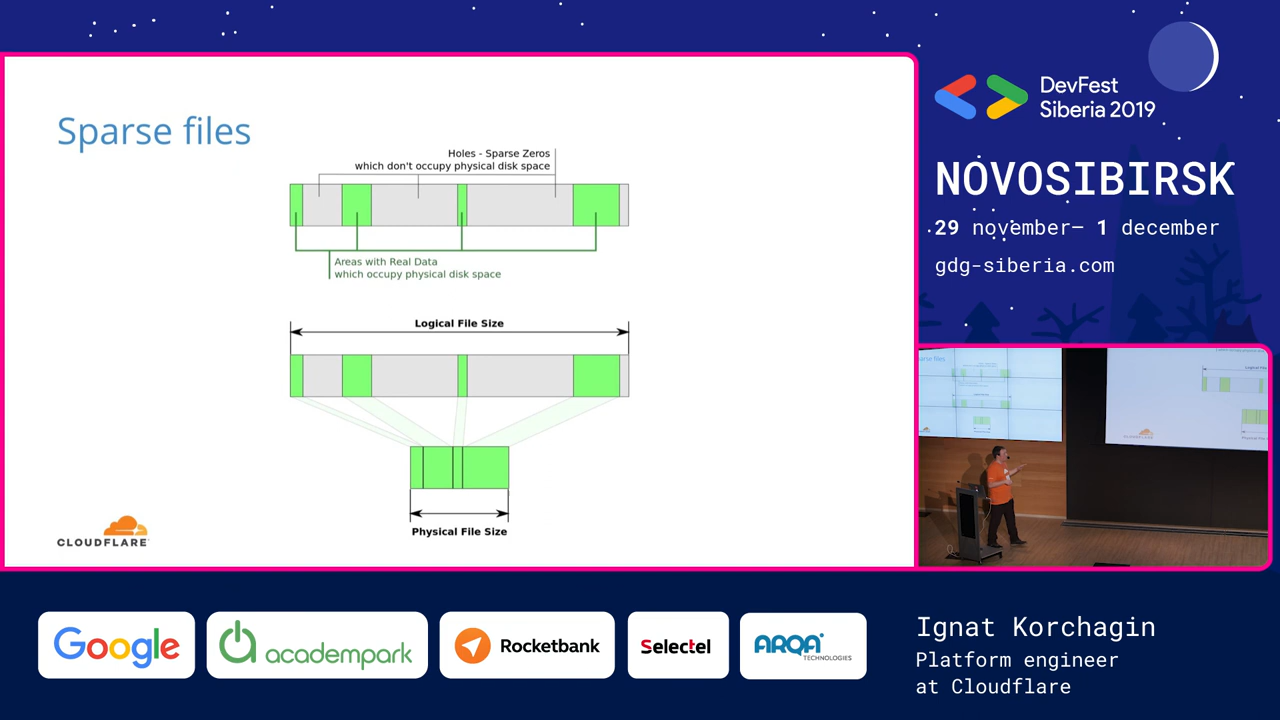 Sparse files
Holes - Sparse Zeros
which don't occupy physical disk space
Areas with Real Data
which occupy physical disk space
Logical File Size
Physical File Size
CLOUDFLARE
DevFest
Siberia 2019
NOVOSIBIRSK
29 november– 1 december
gdg-siberia.com
Google
academpark
Rocketbank
Selectel
ARQA
TECHNOLOGIES
Ignat Korchagin
Platform engineer
at Cloudflare